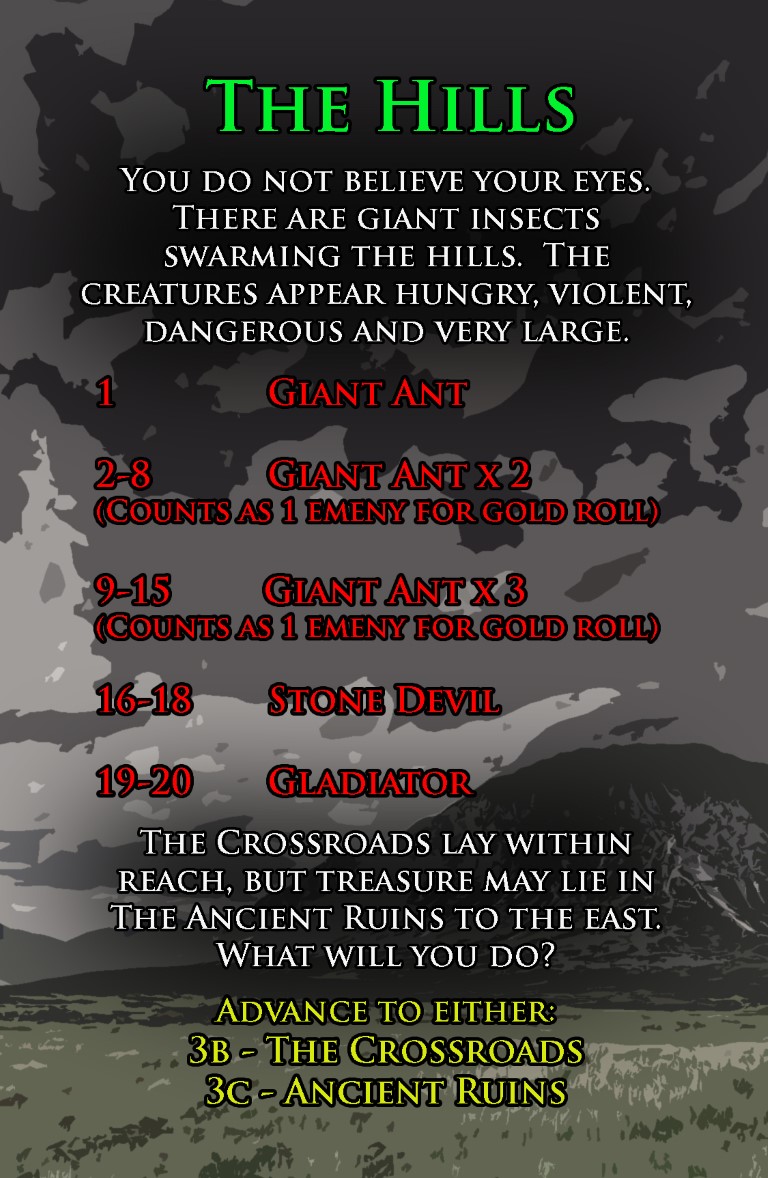 The Hills
You do not believe your eyes.
There are giant insects
swarming the hills.  The
creatures appear hungry, violent,
dangerous and very large.
1 Giant Ant
2-8 Giant Ant x 2
(Counts as 1 emeny for gold roll)
9-15 Giant Ant x 3
(Counts as 1 emeny for gold roll)
16-18 Stone Devil
19-20 Gladiator
The Crossroads lay within
reach, but treasure may lie in
The Ancient Ruins to the east.
What will you do?
Advance to either:
3b - The Crossroads
3c - Ancient Ruins